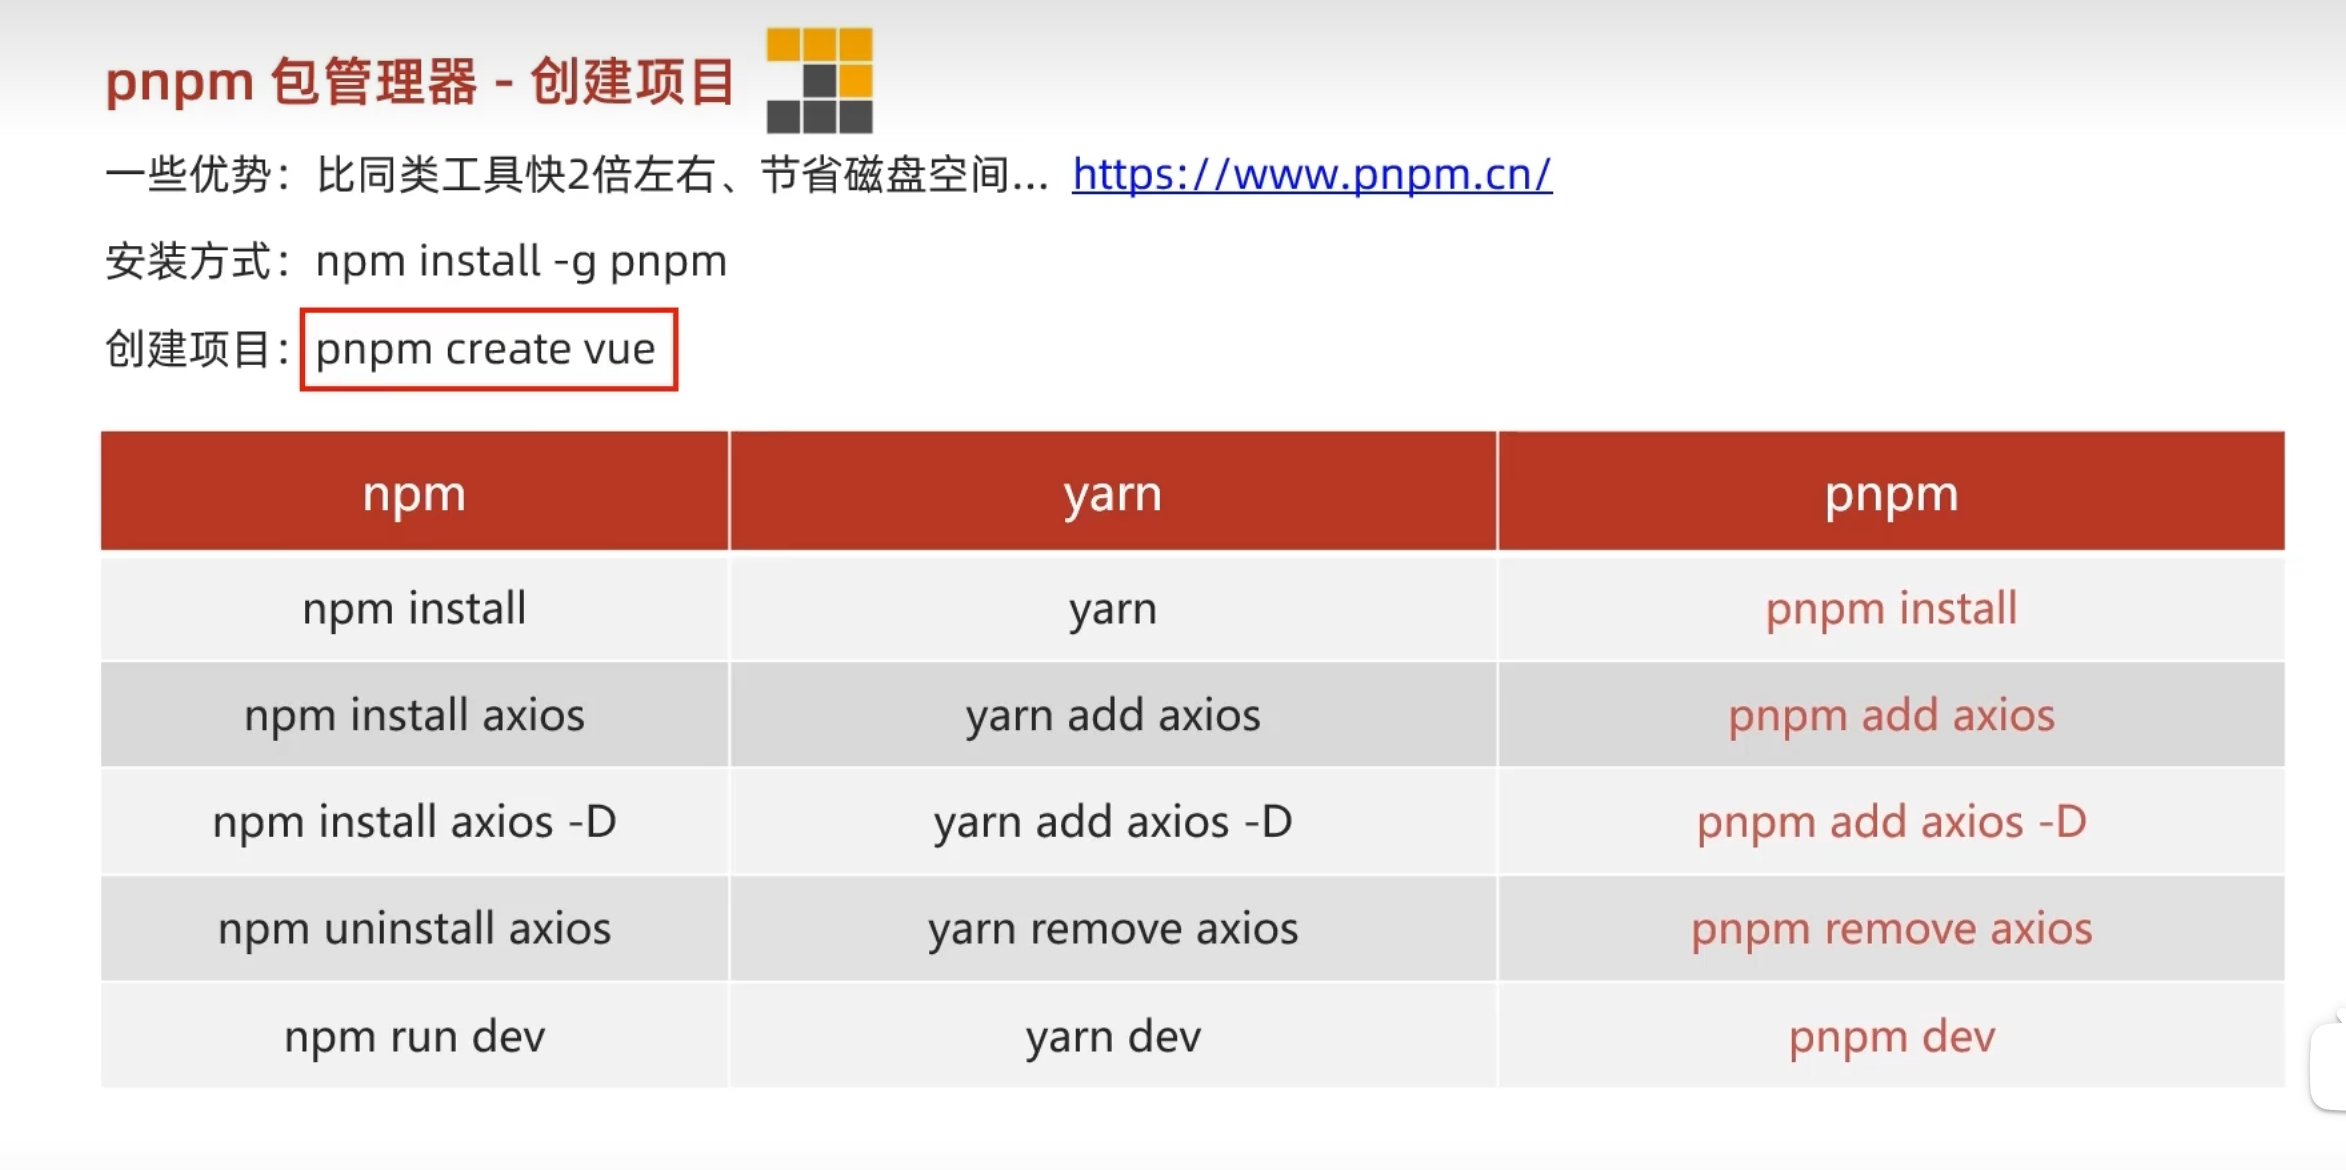 pnpm 包管理器 - 创建项目
一些优势：比同类工具快2倍左右、节省磁盘空间... https://www.pnpm.cn/
安装方式：npm install -g pnpm
创建项目：pnpm create vue
npm yarn pnpm
npm install yarn pnpm install
npm install axios yarn add axios pnpm add axios
npm install axios -D yarn add axios -D pnpm add axios -D
npm uninstall axios yarn remove axios pnpm remove axios
npm run dev yarn dev pnpm dev